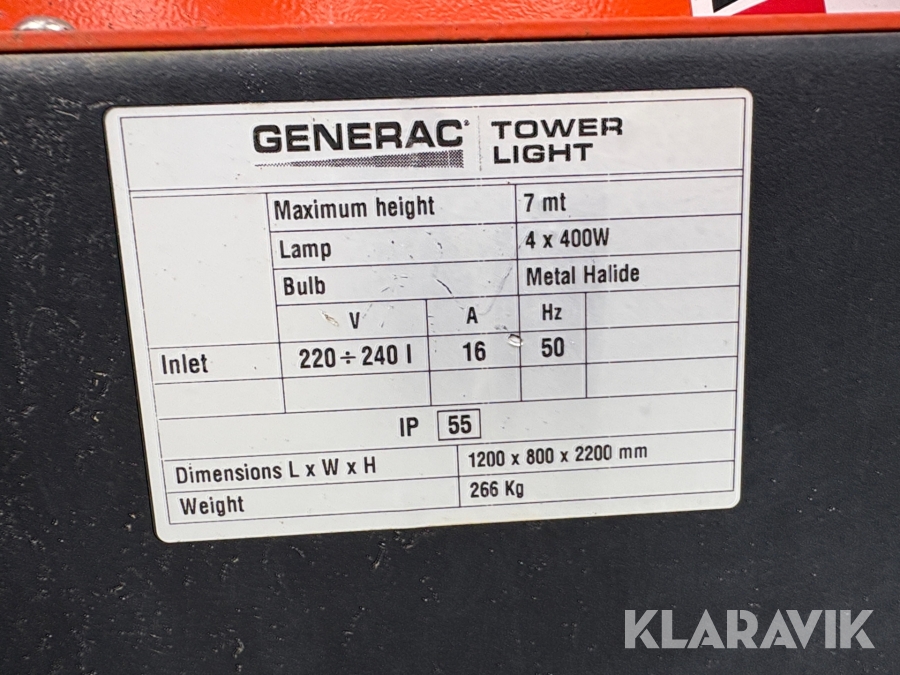 GENERAC® TOWER LIGHT
Maximum height 7 mt
Lamp 4 x 400W
Bulb Metal Halide
V A Hz
Inlet 220 ÷ 240 I 16 50
IP 55
Dimensions L x W x H 1200 x 800 x 2200 mm
Weight 266 Kg
KLARAVIK